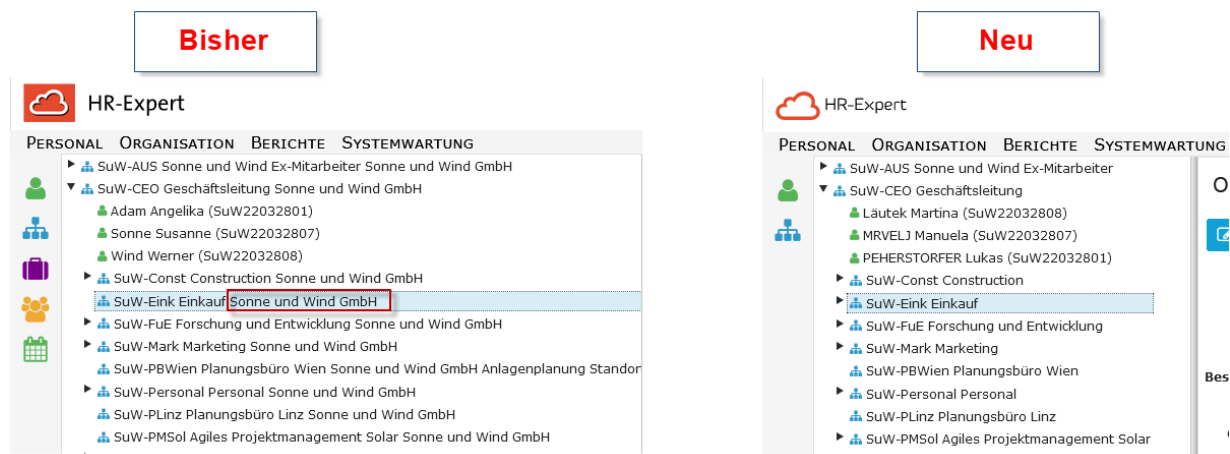 Bisher
HR-Expert
PERSONAL ORGANISATION BERICHTE SYSTEMWARTUNG
SuW-AUS Sonne und Wind Ex-Mitarbeiter Sonne und Wind GmbH
SuW-CEO Geschäftsleitung Sonne und Wind GmbH
Adam Angelika (SuW22032801)
Sonne Susanne (SuW22032807)
Wind Werner (SuW22032808)
SuW-Const Construction Sonne und Wind GmbH
SuW-Eink Einkauf Sonne und Wind GmbH
SuW-FuE Forschung und Entwicklung Sonne und Wind GmbH
SuW-Mark Marketing Sonne und Wind GmbH
SuW-PBWien Planungsbüro Wien Sonne und Wind GmbH Anlagenplanung Standor
SuW-Personal Personal Sonne und Wind GmbH
SuW-PLinz Planungsbüro Linz Sonne und Wind GmbH
SuW-PMSol Agiles Projektmanagement Solar Sonne und Wind GmbH
Neu
HR-Expert
PERSONAL ORGANISATION BERICHTE SYSTEMWARTUNG
SuW-AUS Sonne und Wind Ex-Mitarbeiter
SuW-CEO Geschäftsleitung
Läutek Martina (SuW22032808)
MRVELJ Manuela (SuW22032807)
PEHERSTORFER Lukas (SuW22032801)
SuW-Const Construction
SuW-Eink Einkauf
SuW-FuE Forschung und Entwicklung
SuW-Mark Marketing
SuW-PBWien Planungsbüro Wien
SuW-Personal Personal
SuW-PLinz Planungsbüro Linz
SuW-PMSol Agiles Projektmanagement Solar
O
Bes